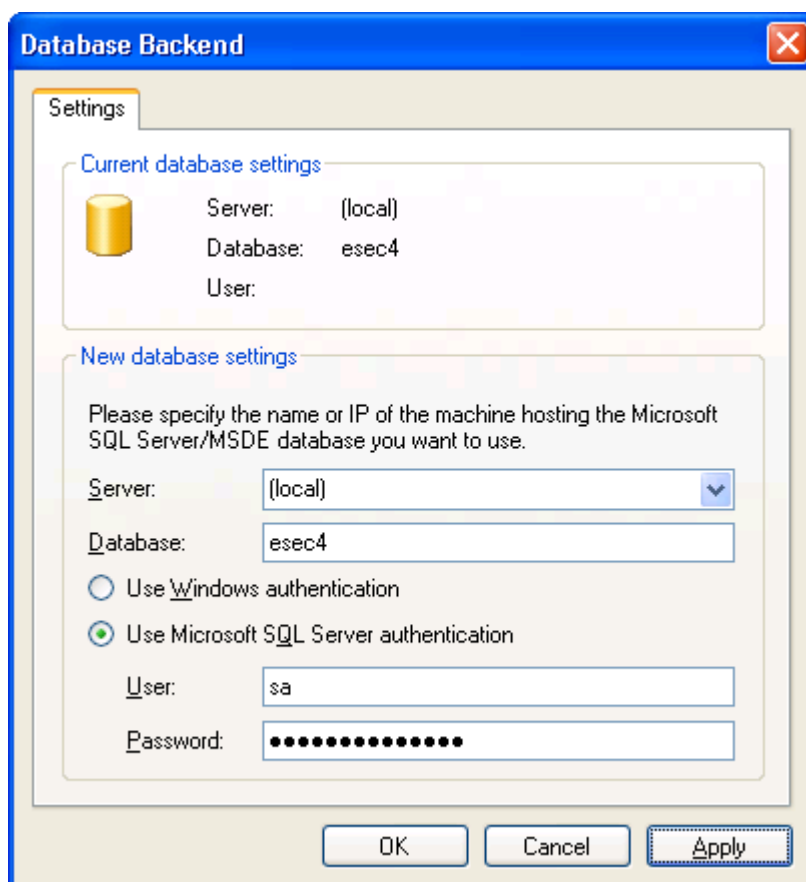 Database Backend
Settings
Current database settings
Server: (local)
Database: esec4
User:
New database settings
Please specify the name or IP of the machine hosting the Microsoft
SQL Server/MSDE database you want to use.
Server: (local)
Database: esec4
Use Windows authentication
Use Microsoft SQL Server authentication
User: sa
Password: ●●●●●●●●●●●●●●
OK Cancel Apply